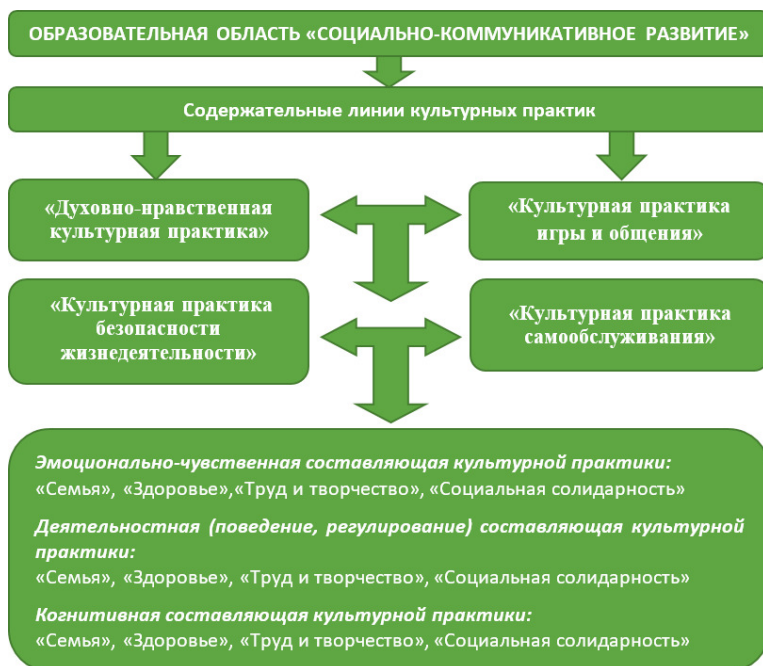 ОБРАЗОВАТЕЛЬНАЯ ОБЛАСТЬ «СОЦИАЛЬНО-КОММУНИКАТИВНОЕ РАЗВИТИЕ»
Содержательные линии культурных практик
«Духовно-нравственная
культурная практика»
«Культурная практика
игры и общения»
«Культурная практика
безопасности
жизнедеятельности»
«Культурная практика
самообслуживания»
Эмоционально-чувственная составляющая культурной практики:
«Семья», «Здоровье»,«Труд и творчество», «Социальная солидарность»
Деятельностная (поведение, регулирование) составляющая культурной
практики:
«Семья», «Здоровье», «Труд и творчество», «Социальная солидарность»
Когнитивная составляющая культурной практики:
«Семья», «Здоровье», «Труд и творчество», «Социальная солидарность»